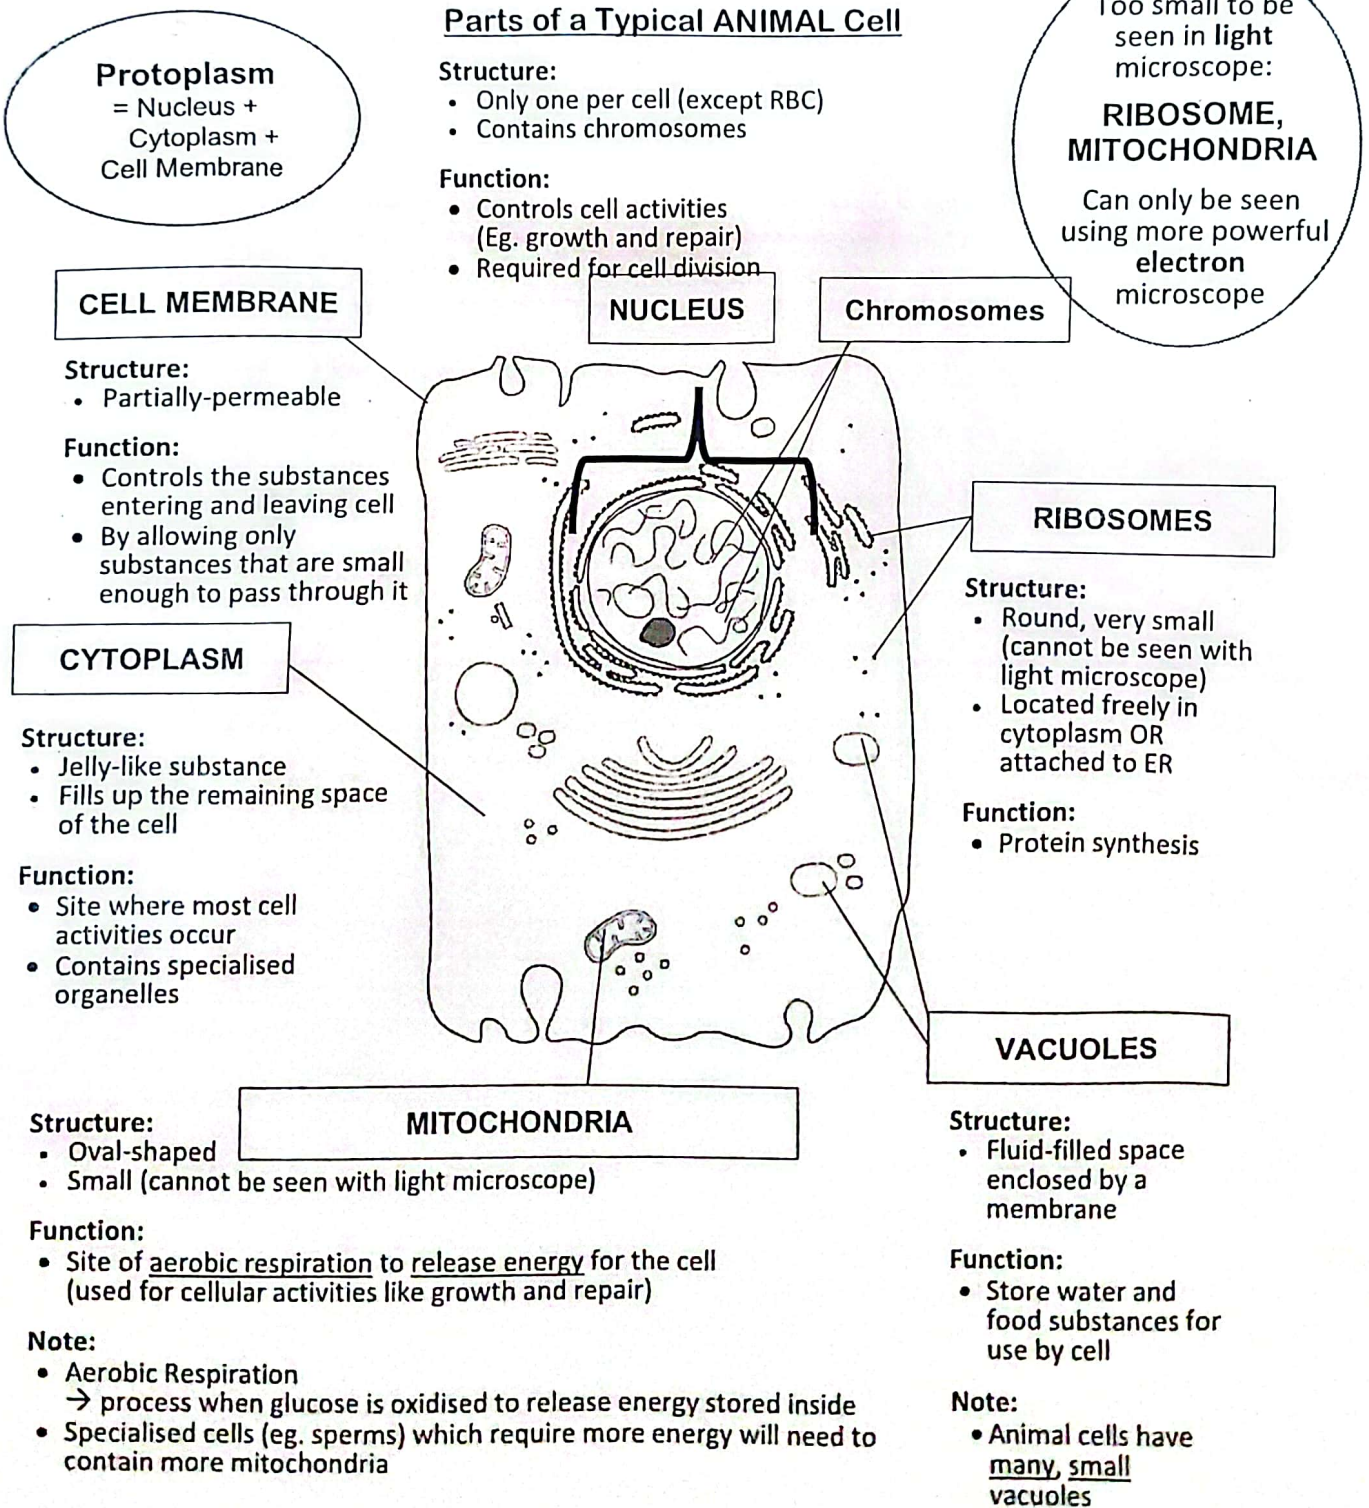 Parts of a Typical ANIMAL Cell
Protoplasm
= Nucleus +
Cytoplasm +
Cell Membrane
Structure:
• Only one per cell (except RBC)
• Contains chromosomes
Function:
• Controls cell activities
(Eg. growth and repair)
• Required for cell division
Too small to be
seen in light
microscope:
RIBOSOME,
MITOCHONDRIA
Can only be seen
using more powerful
electron
microscope
CELL MEMBRANE
NUCLEUS
Chromosomes
Structure:
• Partially-permeable
Function:
• Controls the substances
entering and leaving cell
• By allowing only
substances that are small
enough to pass through it
RIBOSOMES
Structure:
• Round, very small
(cannot be seen with
light microscope)
• Located freely in
cytoplasm OR
attached to ER
Function:
• Protein synthesis
CYTOPLASM
Structure:
• Jelly-like substance
• Fills up the remaining space
of the cell
Function:
• Site where most cell
activities occur
• Contains specialised
organelles
VACUOLES
Structure:
• Fluid-filled space
enclosed by a
membrane
Function:
• Store water and
food substances for
use by cell
Note:
• Animal cells have
many, small
vacuoles
MITOCHONDRIA
Structure:
• Oval-shaped
• Small (cannot be seen with light microscope)
Function:
• Site of aerobic respiration to release energy for the cell
(used for cellular activities like growth and repair)
Note:
• Aerobic Respiration
→ process when glucose is oxidised to release energy stored inside
• Specialised cells (eg. sperms) which require more energy will need to
contain more mitochondria